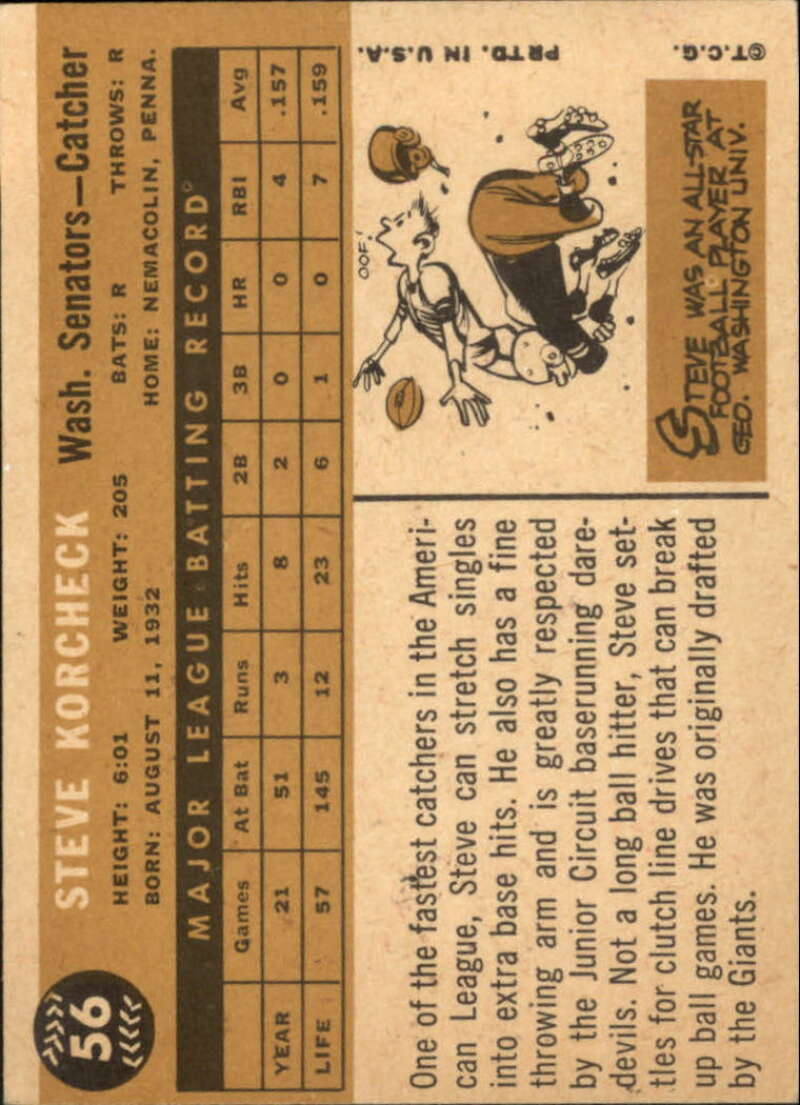 56
STEVE KORCHECK Wash. Senators—Catcher
HEIGHT: 6:01 WEIGHT: 205 BATS: R THROWS: R
BORN: AUGUST 11, 1932 HOME: NEMACOLIN, PENNA.
MAJOR LEAGUE BATTING RECORD
Games At Bat Runs Hits 2B 3B HR RBI Avg
YEAR 21 51 3 8 2 0 0 4 .157
LIFE 57 145 12 23 6 1 0 7 .159
One of the fastest catchers in the Ameri-
can League, Steve can stretch singles
into extra base hits. He also has a fine
throwing arm and is greatly respected
by the Junior Circuit baserunning dare-
devils. Not a long ball hitter, Steve set-
tles for clutch line drives that can break
up ball games. He was originally drafted
by the Giants.
OOF!
STEVE WAS AN ALL-STAR
FOOTBALL PLAYER AT
GEO. WASHINGTON UNIV.
©T.C.G. PRTD. IN U.S.A.